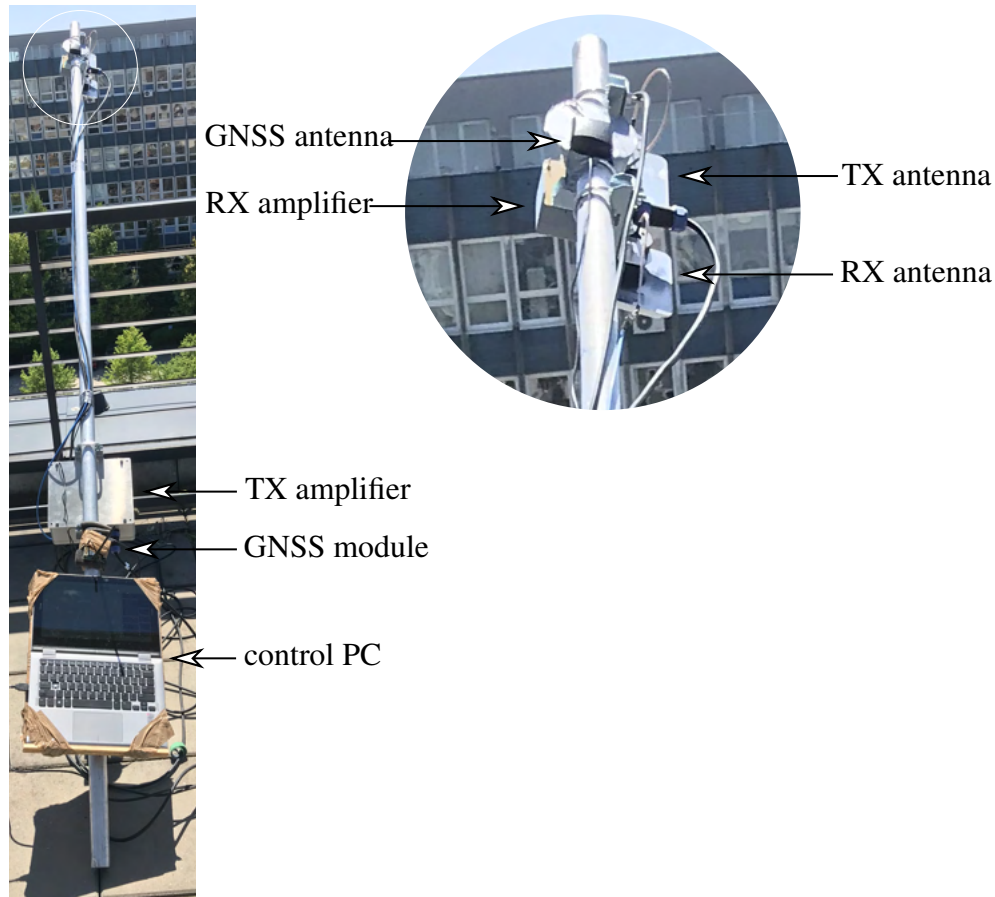 GNSS antenna
RX amplifier
TX antenna
RX antenna
TX amplifier
GNSS module
control PC